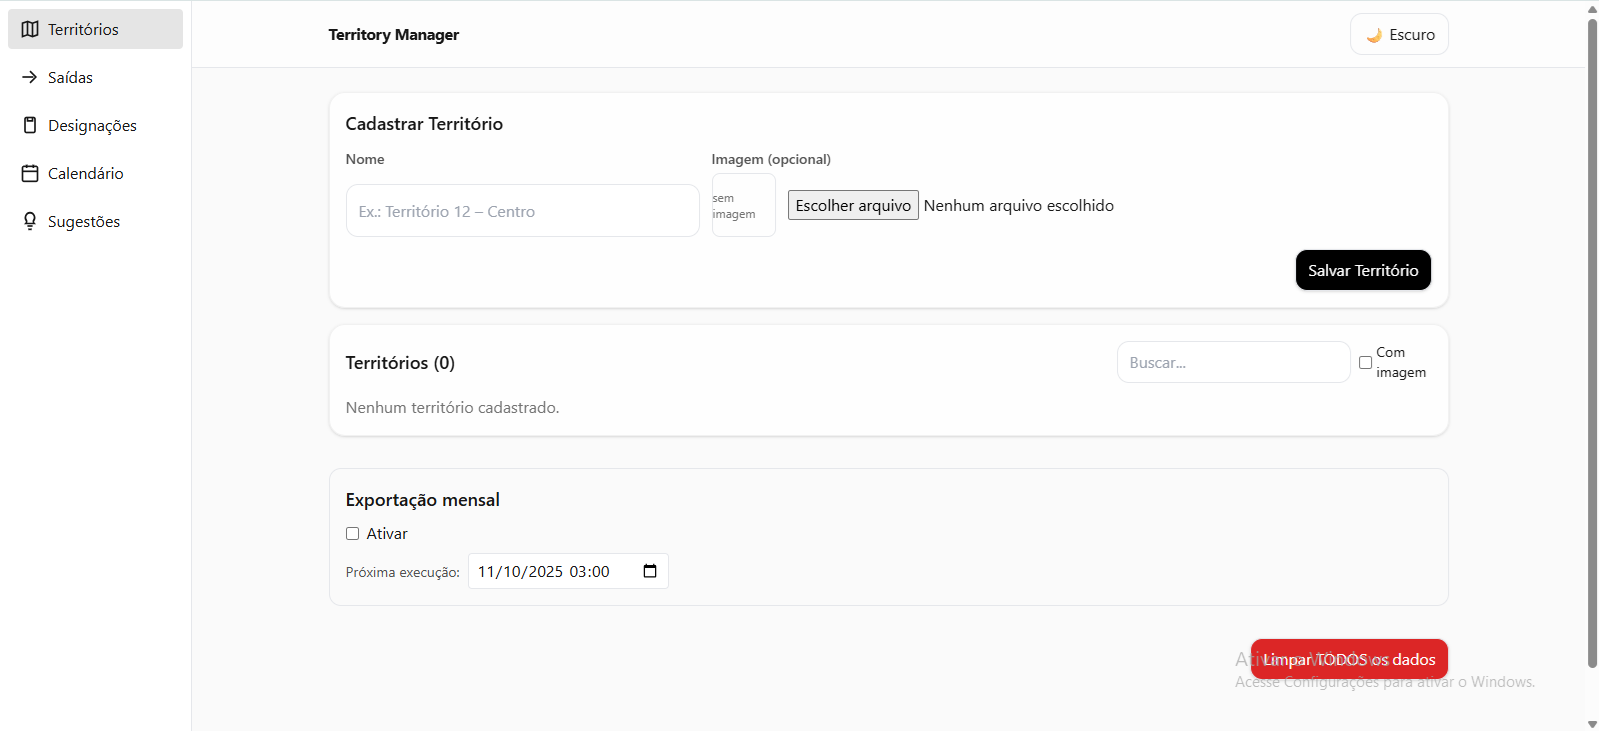 Territórios
Saídas
Designações
Calendário
Sugestões
Territory Manager
Escuro
Cadastrar Território
Nome
Imagem (opcional)
Ex.: Território 12 – Centro
sem
imagem
Escolher arquivo Nenhum arquivo escolhido
Salvar Território
Territórios (0)
Buscar...
Com
imagem
Nenhum território cadastrado.
Exportação mensal
Ativar
Próxima execução: 11/10/2025 03:00
Limpar TODOS os dados
Ativar o Windows
Acesse Configurações para ativar o Windows.